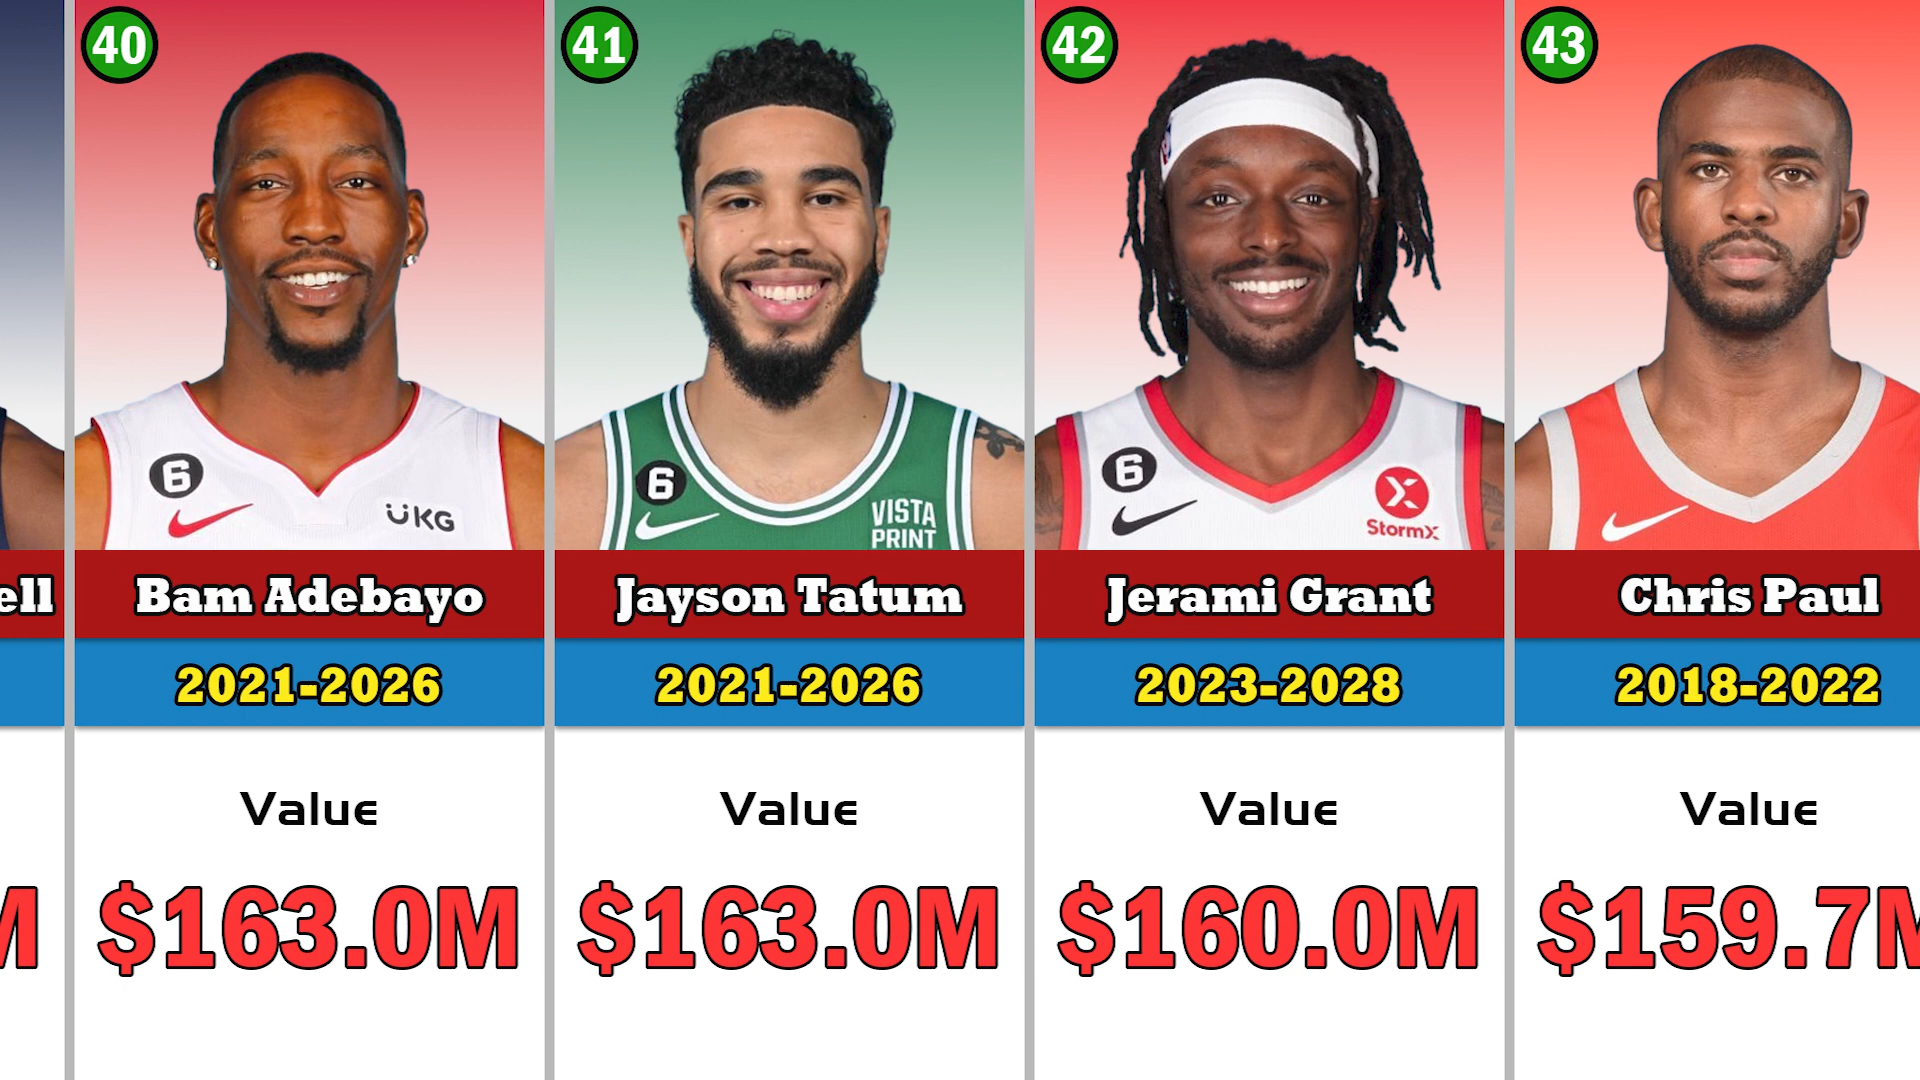 40
6
UKG
Bam Adebayo
2021-2026
Value
$163.0M
41
6
VISTA
PRINT
Jayson Tatum
2021-2026
Value
$163.0M
42
6
StormX
Jerami Grant
2023-2028
Value
$160.0M
43
Chris Paul
2018-2022
Value
$159.7M
ell
M